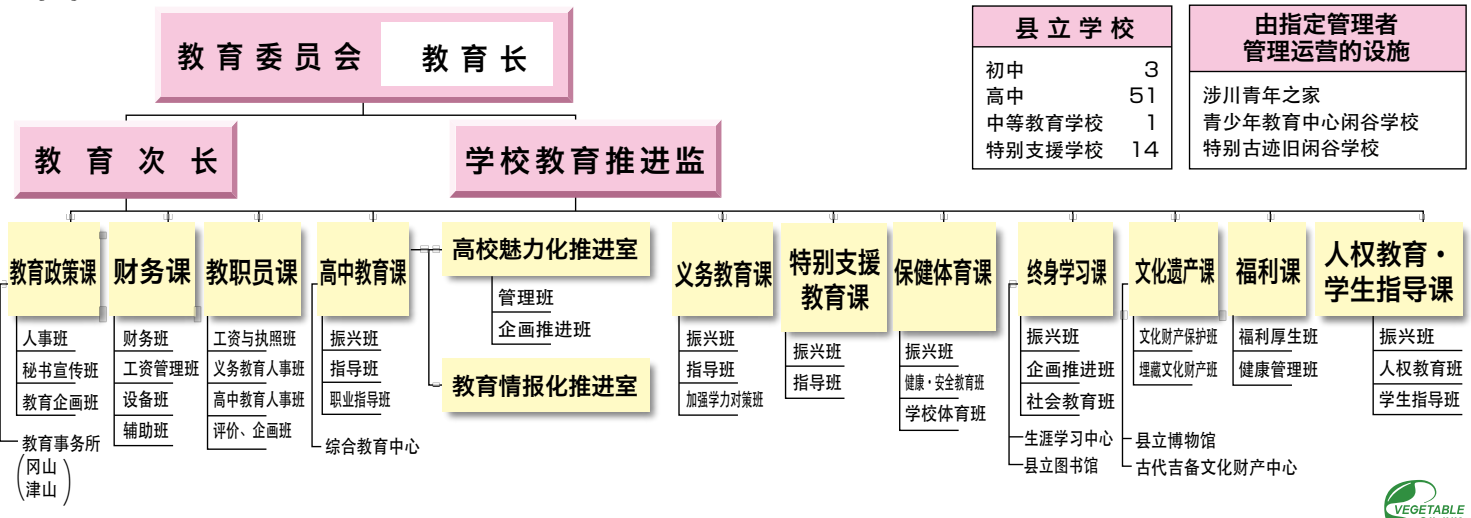 教育委员会 教育长
教育次长
学校教育推进监
县立学校
初中 3
高中 51
中等教育学校 1
特别支援学校 14
由指定管理者
管理运营的设施
涉川青年之家
青少年教育中心闲谷学校
特别古迹旧闲谷学校
教育政策课
人事班
秘书宣传班
教育企画班
教育事务所
(冈山
津山)
财务课
财务班
工资管理班
设备班
辅助班
教职员课
工资与执照班
义务教育人事班
高中教育人事班
评价、企画班
高中教育课
振兴班
指导班
职业指导班
综合教育中心
高校魅力化推进室
管理班
企画推进班
教育情报化推进室
义务教育课
振兴班
指导班
加强学力对策班
特别支援
教育课
振兴班
指导班
保健体育课
振兴班
健康・安全教育班
学校体育班
终身学习课
振兴班
企画推进班
社会教育班
生涯学习中心
县立图书馆
文化遗产课
文化财产保护班
埋藏文化财产班
县立博物馆
古代吉备文化财产中心
福利课
福利厚生班
健康管理班
人权教育・
学生指导课
振兴班
人权教育班
学生指导班
VEGETABLE